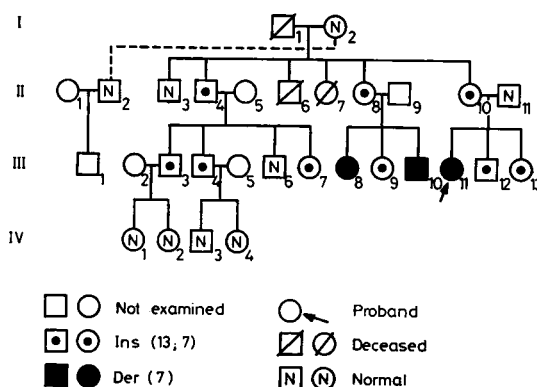 I 1 N 2
II 1 N 2 N 3 4 5 6 7 8 9 10 N 11
III 1 2 3 4 5 N 6 7 8 9 10 11 12 13
IV N 1 N 2 N 3 N 4
Not examined
Proband
Ins (13; 7)
Deceased
Der (7)
N N Normal